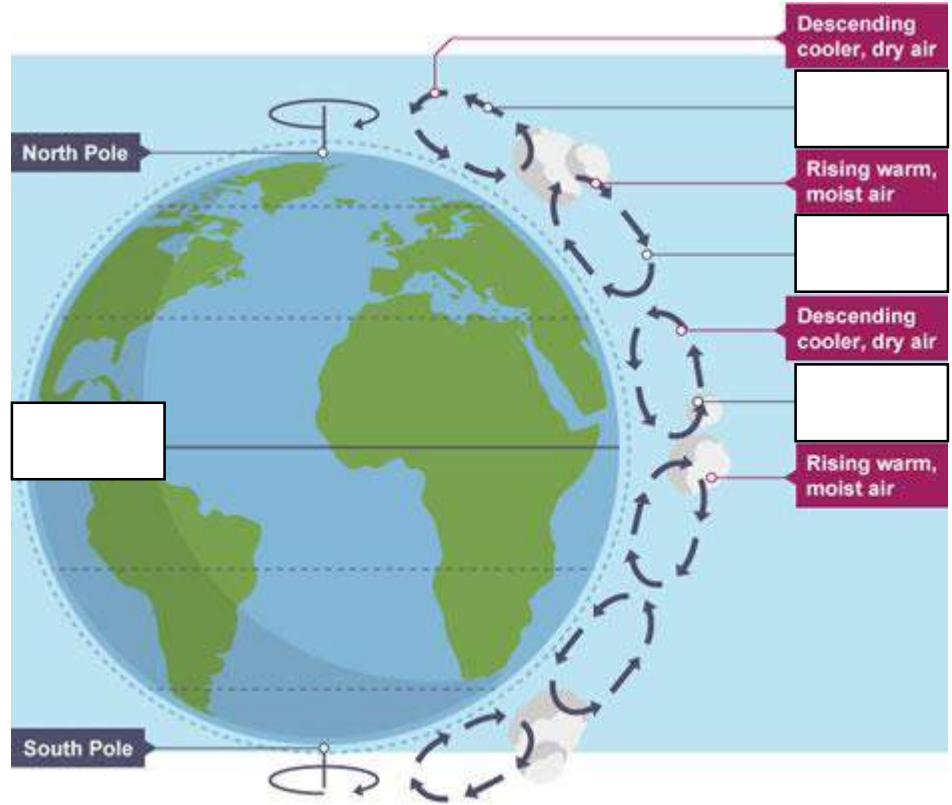 Descending
cooler, dry air
North Pole
Rising warm,
moist air
Descending
cooler, dry air
Rising warm,
moist air
South Pole